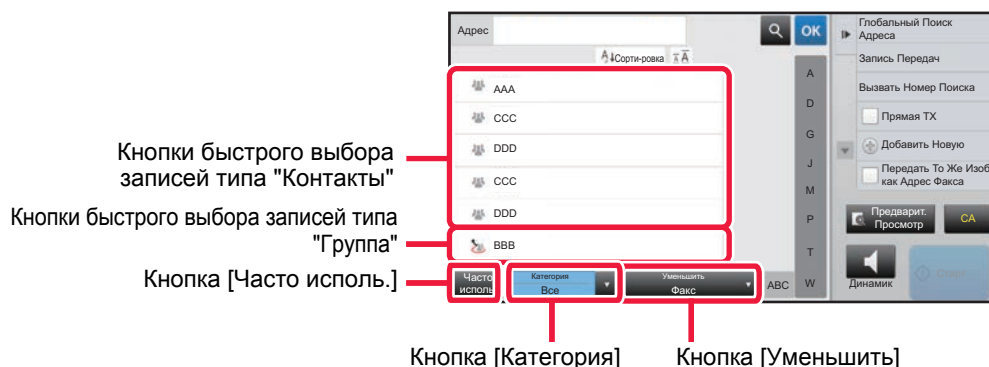 Адрес
OK
Глобальный Поиск
Адреса
Сорти-ровка
Запись Передач
AAA
A
Вызвать Номер Поиска
CCC
D
Прямая TX
DDD
G
Добавить Новую
CCC
J
Передать То Же Изоб
как Адрес Факса
DDD
M
P
Предварит.
Просмотр
CA
BBB
T
Часто
исполь
Категория
Все
Уменьшить
Факс
ABC
W
Динамик
Старт
Кнопки быстрого выбора
записей типа "Контакты"
Кнопки быстрого выбора записей типа
"Группа"
Кнопка [Часто исполь.]
Кнопка [Категория]
Кнопка [Уменьшить]